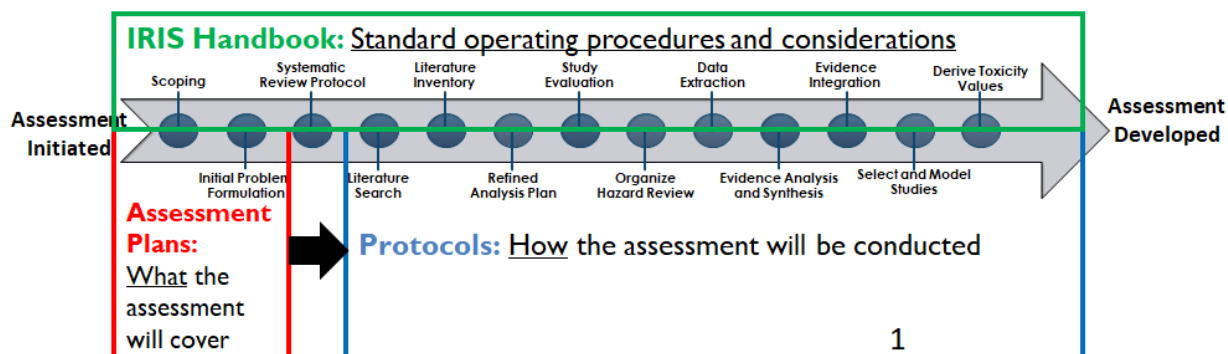 IRIS Handbook: Standard operating procedures and considerations
Scoping
Systematic
Review Protocol
Literature
Inventory
Study
Evaluation
Data
Extraction
Evidence
Integration
Derive Toxicity
Values
Assessment
Initiated
Assessment
Developed
Initial Problem
Formulation
Literature
Search
Refined
Analysis Plan
Organize
Hazard Review
Evidence Analysis
and Synthesis
Select and Model
Studies
Assessment
Plans:
What the
assessment
will cover
Protocols: How the assessment will be conducted
1